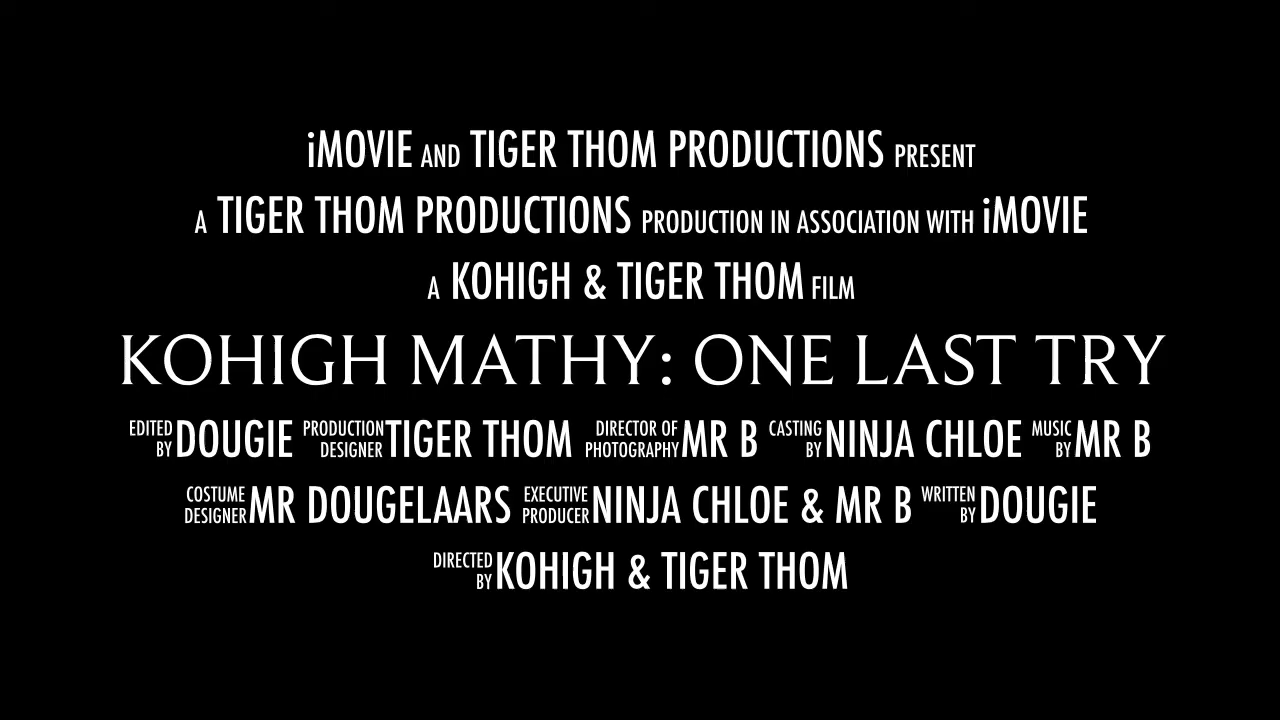 iMOVIE AND TIGER THOM PRODUCTIONS PRESENT
A TIGER THOM PRODUCTIONS PRODUCTION IN ASSOCIATION WITH iMOVIE
A KOHIGH & TIGER THOM FILM
KOHIGH MATHY: ONE LAST TRY
EDITED BY DOUGIE PRODUCTION DESIGNER TIGER THOM DIRECTOR OF PHOTOGRAPHY MR B CASTING BY NINJA CHLOE MUSIC BY MR B
COSTUME DESIGNER MR DOUGELAARS EXECUTIVE PRODUCER NINJA CHLOE & MR B WRITTEN BY DOUGIE
DIRECTED BY KOHIGH & TIGER THOM